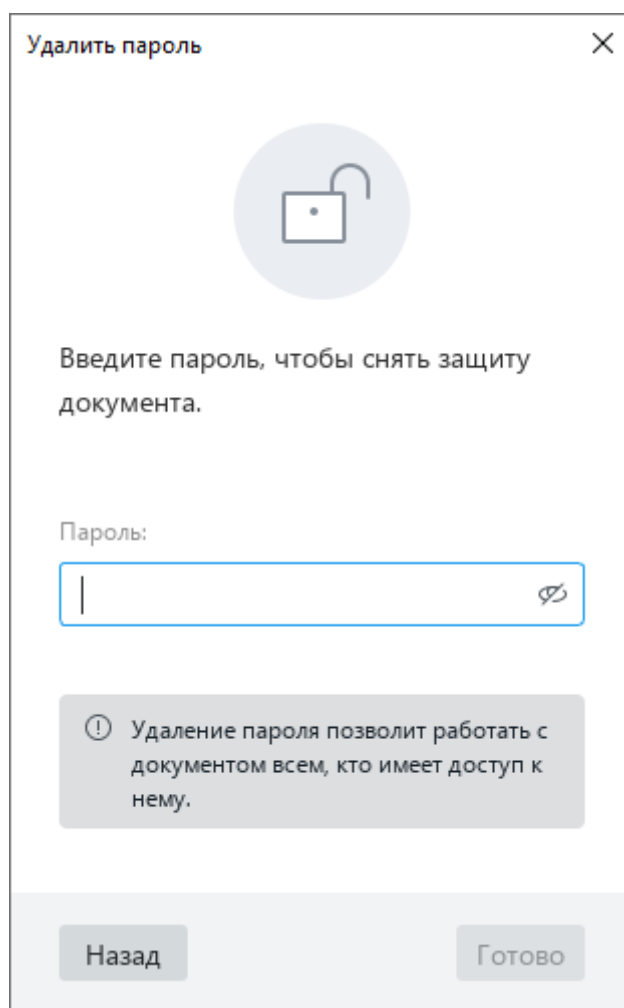 Удалить пароль
Введите пароль, чтобы снять защиту
документа.
Пароль:
Удаление пароля позволит работать с
документом всем, кто имеет доступ к
нему.
Назад
Готово